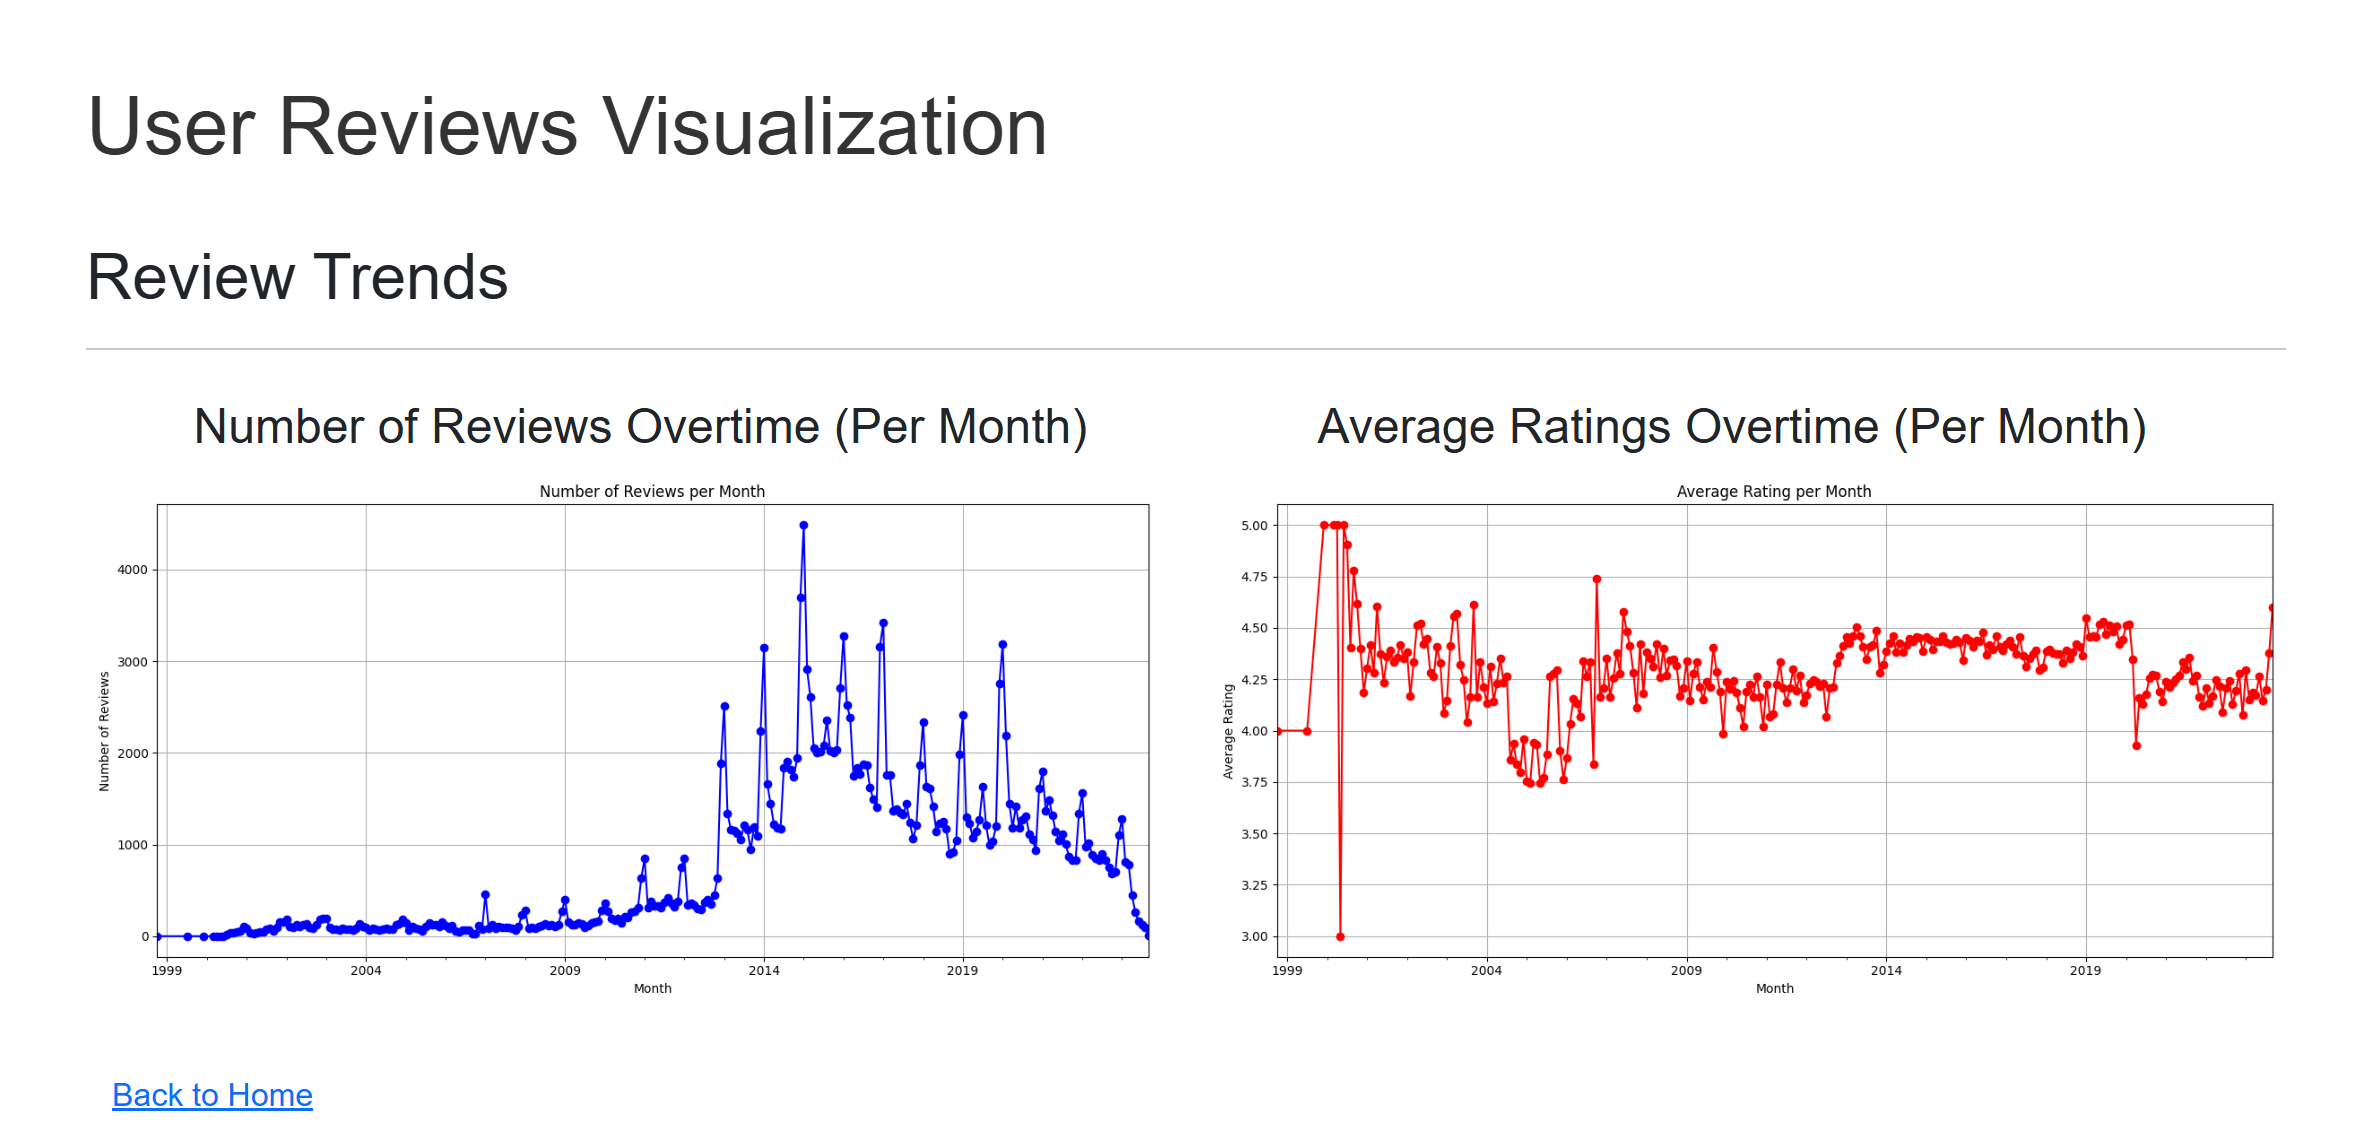 User Reviews Visualization
Review Trends
Number of Reviews Overtime (Per Month)
Number of Reviews per Month
Number of Reviews
4000
3000
2000
1000
0
1999 2004 2009 2014 2019
Month
Average Ratings Overtime (Per Month)
Average Rating per Month
Average Rating
5.00
4.75
4.50
4.25
4.00
3.75
3.50
3.25
3.00
1999 2004 2009 2014 2019
Month
Back to Home